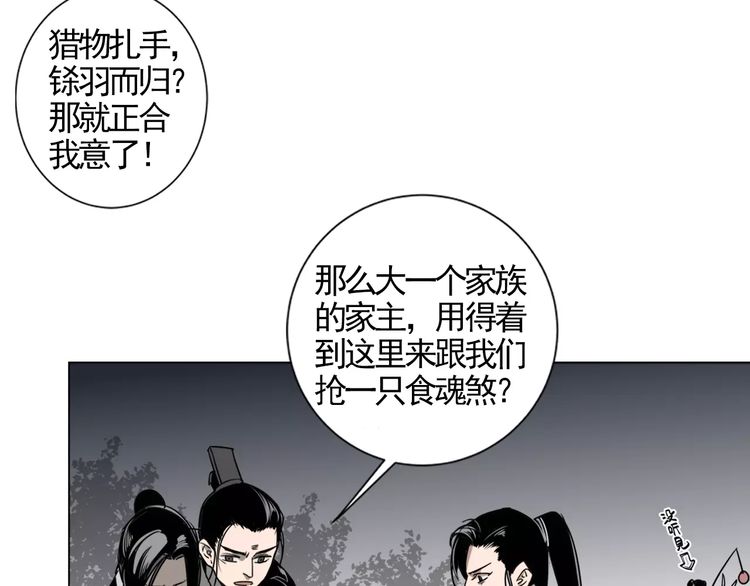 猎物扎手，
铩羽而归？
那就正合
我意了！
那么大一个家族
的家主，用得着
到这里来跟我们
抢一只食魂煞？
没听见